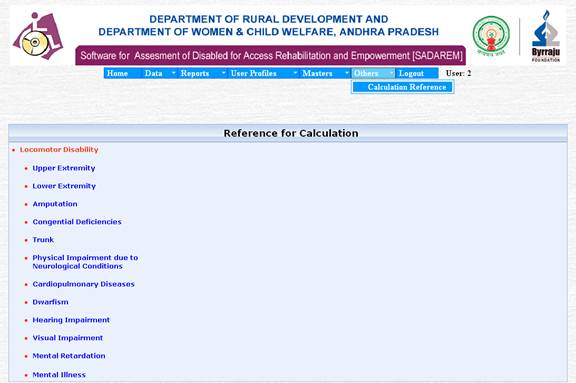 DEPARTMENT OF RURAL DEVELOPMENT AND
DEPARTMENT OF WOMEN & CHILD WELFARE, ANDHRA PRADESH
Software for Assesment of Disabled for Access Rehabilitation and Empowerment [SADAREM]
Byrraju
FOUNDATION
Home Data Reports User Profiles Masters Others Logout User: 2
Calculation Reference
Reference for Calculation
Locomotor Disability
Upper Extremity
Lower Extremity
Amputation
Congential Deficiencies
Trunk
Physical Impairment due to
Neurological Conditions
Cardiopulmonary Diseases
Dwarfism
Hearing Impairment
Visual Impairment
Mental Retardation
Mental Illness